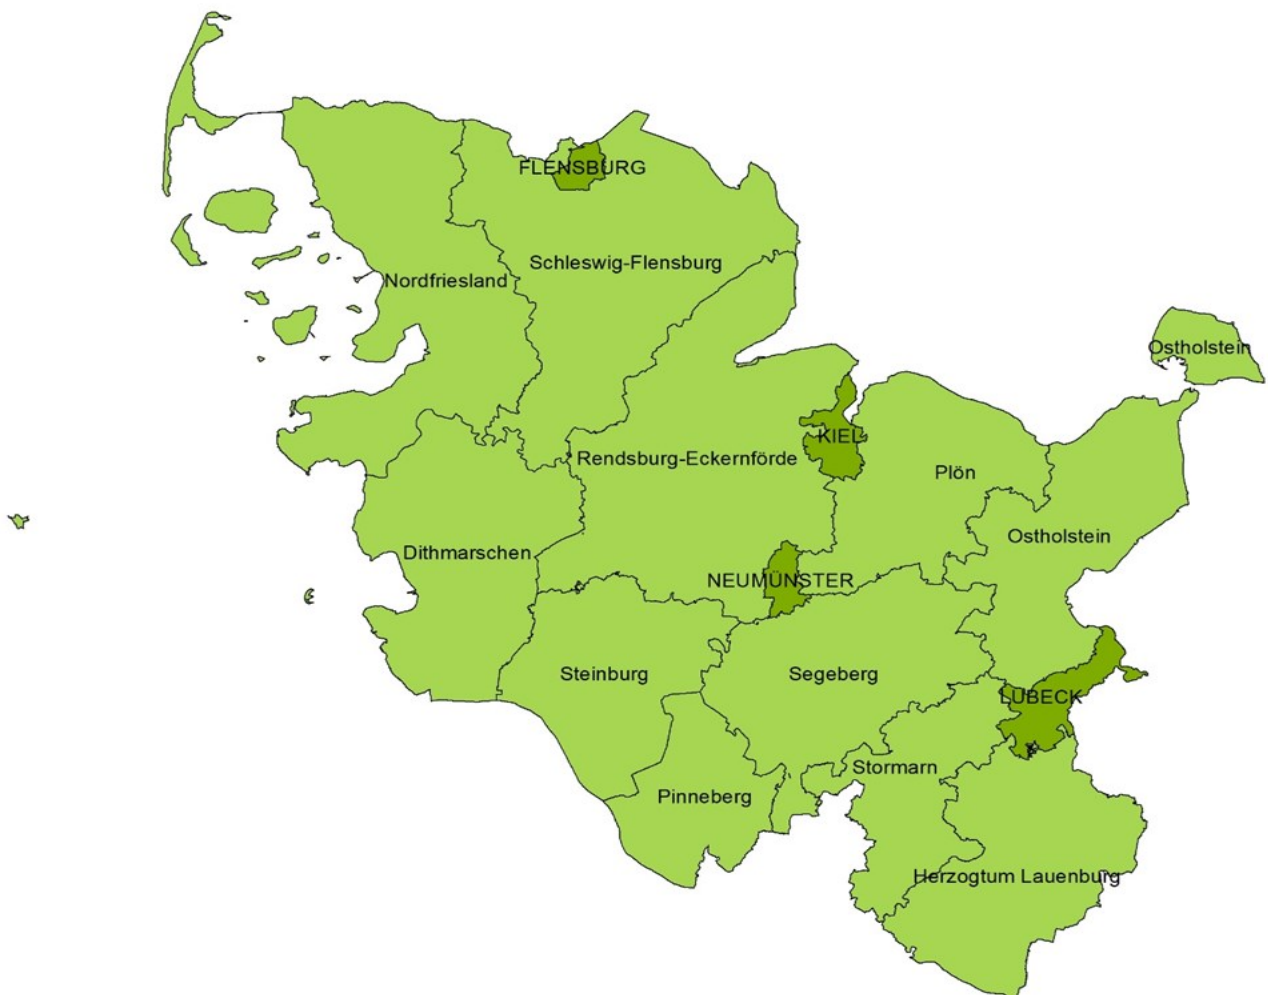 FLENSBURG
Schleswig-Flensburg
Nordfriesland
Ostholstein
KIEL
Rendsburg-Eckernförde
Plön
Ostholstein
Dithmarschen
NEUMÜNSTER
Steinburg
Segeberg
LÜBECK
Stormarn
Pinneberg
Herzogtum Lauenburg